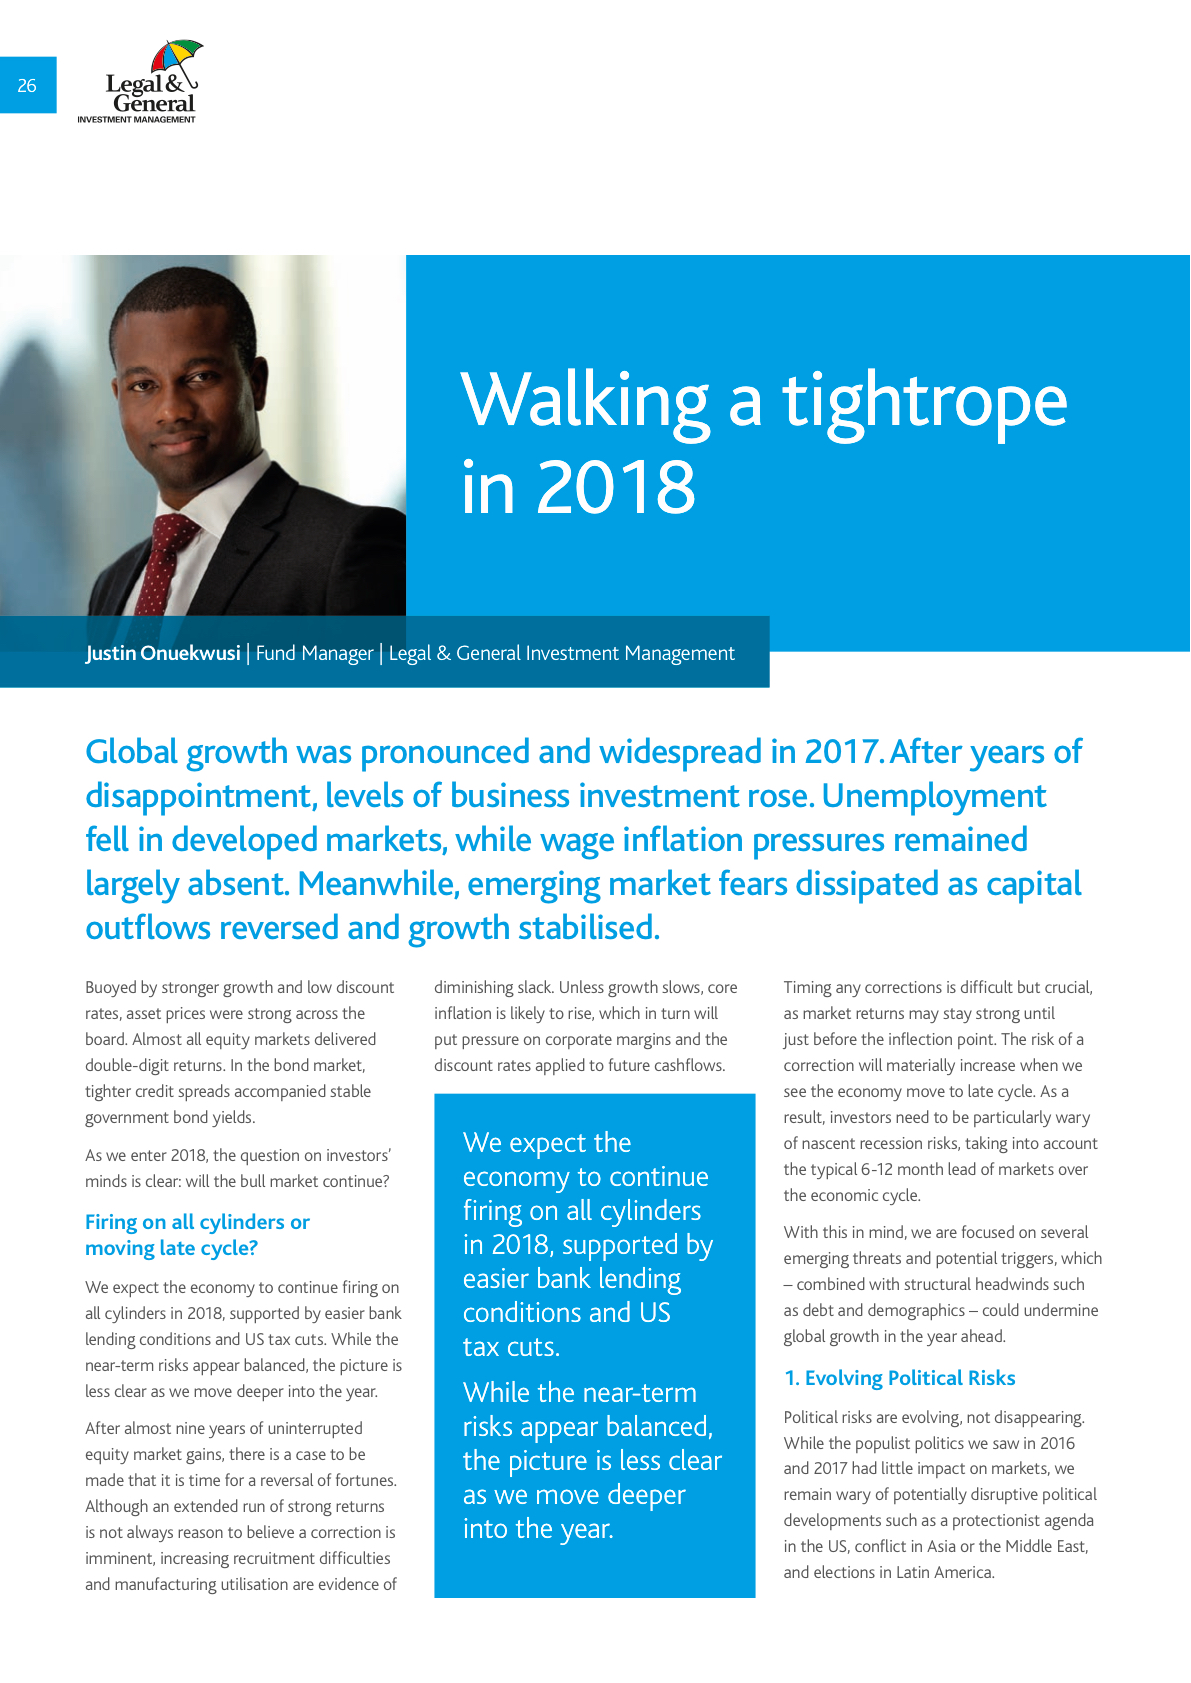 26
Legal &
General
INVESTMENT MANAGEMENT
Walking a tightrope
in 2018
Justin Onuekwusi | Fund Manager | Legal & General Investment Management
Global growth was pronounced and widespread in 2017. After years of
disappointment, levels of business investment rose. Unemployment
fell in developed markets, while wage inflation pressures remained
largely absent. Meanwhile, emerging market fears dissipated as capital
outflows reversed and growth stabilised.
Buoyed by stronger growth and low discount
rates, asset prices were strong across the
board. Almost all equity markets delivered
double-digit returns. In the bond market,
tighter credit spreads accompanied stable
government bond yields.
As we enter 2018, the question on investors’
minds is clear: will the bull market continue?
Firing on all cylinders or
moving late cycle?
We expect the economy to continue firing on
all cylinders in 2018, supported by easier bank
lending conditions and US tax cuts. While the
near-term risks appear balanced, the picture is
less clear as we move deeper into the year.
After almost nine years of uninterrupted
equity market gains, there is a case to be
made that it is time for a reversal of fortunes.
Although an extended run of strong returns
is not always reason to believe a correction is
imminent, increasing recruitment difficulties
and manufacturing utilisation are evidence of
diminishing slack. Unless growth slows, core
inflation is likely to rise, which in turn will
put pressure on corporate margins and the
discount rates applied to future cashflows.
We expect the
economy to continue
firing on all cylinders
in 2018, supported by
easier bank lending
conditions and US
tax cuts.
While the near-term
risks appear balanced,
the picture is less clear
as we move deeper
into the year.
Timing any corrections is difficult but crucial,
as market returns may stay strong until
just before the inflection point. The risk of a
correction will materially increase when we
see the economy move to late cycle. As a
result, investors need to be particularly wary
of nascent recession risks, taking into account
the typical 6-12 month lead of markets over
the economic cycle.
With this in mind, we are focused on several
emerging threats and potential triggers, which
– combined with structural headwinds such
as debt and demographics – could undermine
global growth in the year ahead.
1. Evolving Political Risks
Political risks are evolving, not disappearing.
While the populist politics we saw in 2016
and 2017 had little impact on markets, we
remain wary of potentially disruptive political
developments such as a protectionist agenda
in the US, conflict in Asia or the Middle East,
and elections in Latin America.